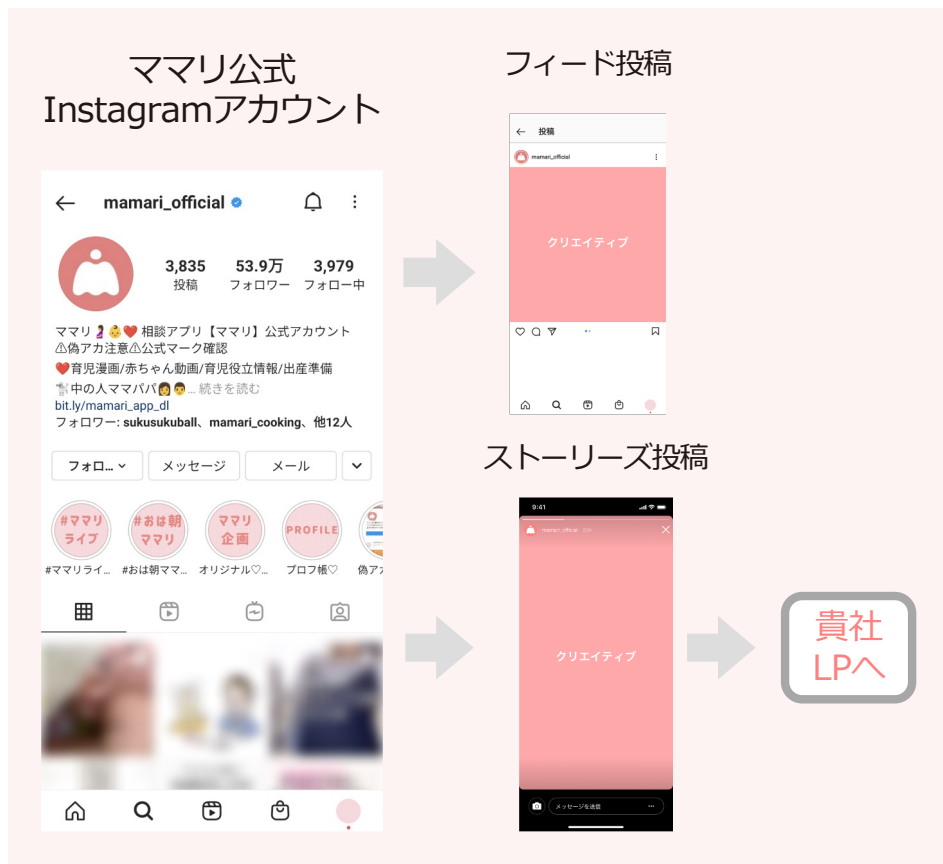 ママリ公式
Instagramアカウント
mamari_official
3,835 53.9万 3,979
投稿 フォロワー フォロー中
ママリ🤰👶❤️ 相談アプリ【ママリ】公式アカウント
⚠偽アカ注意⚠公式マーク確認
❤️育児漫画/赤ちゃん動画/育児役立情報/出産準備
🐩中の人ママパパ👩👨... 続きを読む
bit.ly/mamari_app_dl
フォロワー: sukusukuball、mamari_cooking、他12人
フォロ... メッセージ メール
#ママリ
ライブ
#おは朝
ママリ
ママリ
企画
PROFILE
#ママリライ... #おは朝ママ... オリジナル♡... プロフ帳♡ 偽ア
フィード投稿
投稿
mamari_official
クリエイティブ
ストーリーズ投稿
9:41
mamari_official
クリエイティブ
メッセージを送信
貴社
LPへ